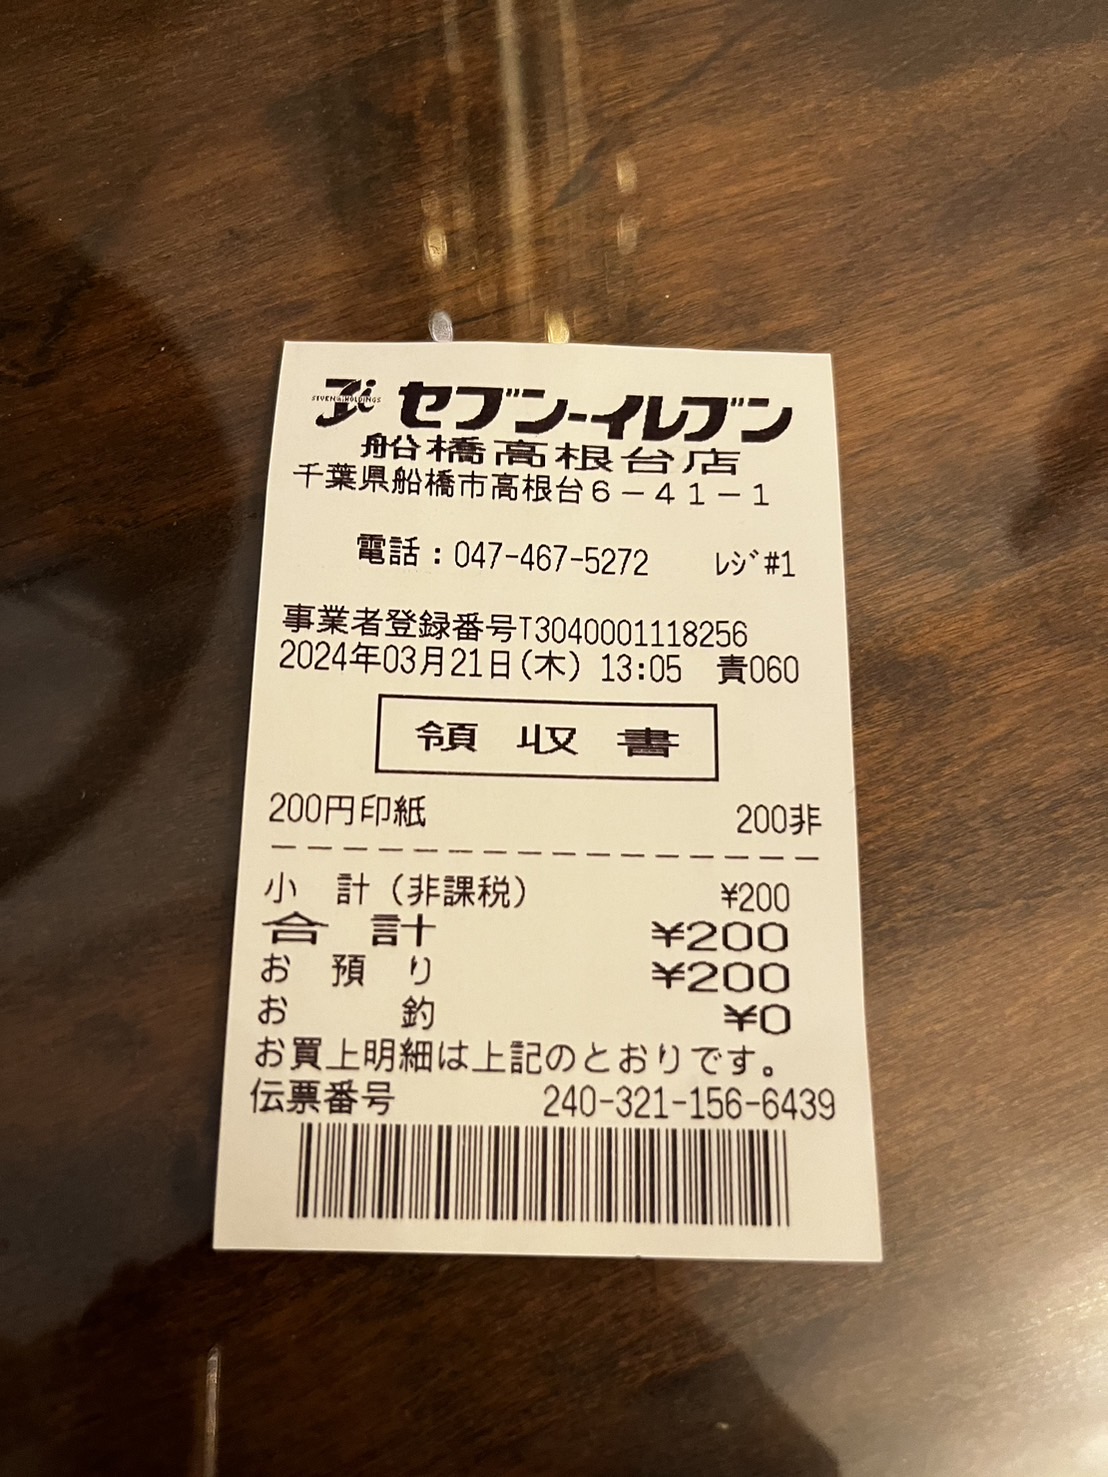 SEVEN & i HOLDINGS
セブン-イレブン
船橋高根台店
千葉県船橋市高根台6-41-1
電話：047-467-5272 レジ#1
事業者登録番号T3040001118256
2024年03月21日(木) 13:05 責060
領収書
200円印紙 200非
小 計（非課税） ¥200
合 計 ¥200
お 預 り ¥200
お 釣 ¥0
お買上明細は上記のとおりです。
伝票番号 240-321-156-6439